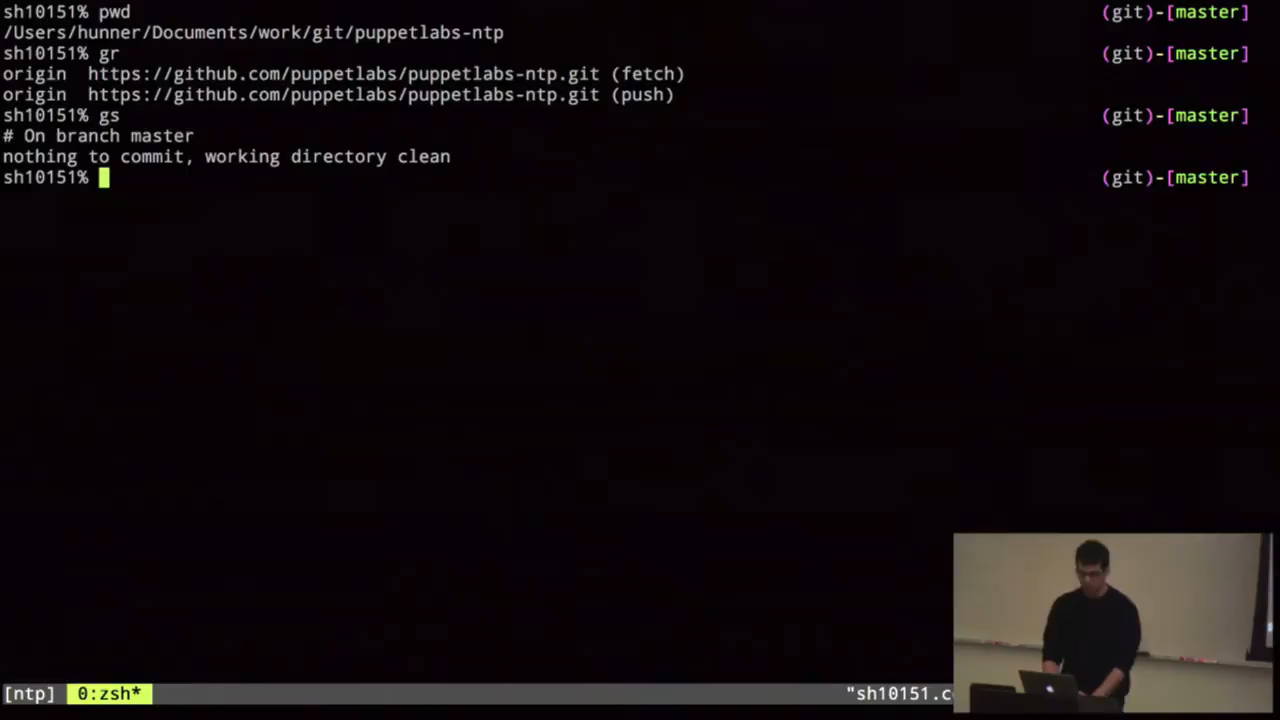 sh10151% pwd (git)-[master]
/Users/hunner/Documents/work/git/puppetlabs-ntp
sh10151% gr (git)-[master]
origin  https://github.com/puppetlabs/puppetlabs-ntp.git (fetch)
origin  https://github.com/puppetlabs/puppetlabs-ntp.git (push)
sh10151% gs (git)-[master]
# On branch master
nothing to commit, working directory clean
sh10151% (git)-[master]
[ntp] 0:zsh* "sh10151.c